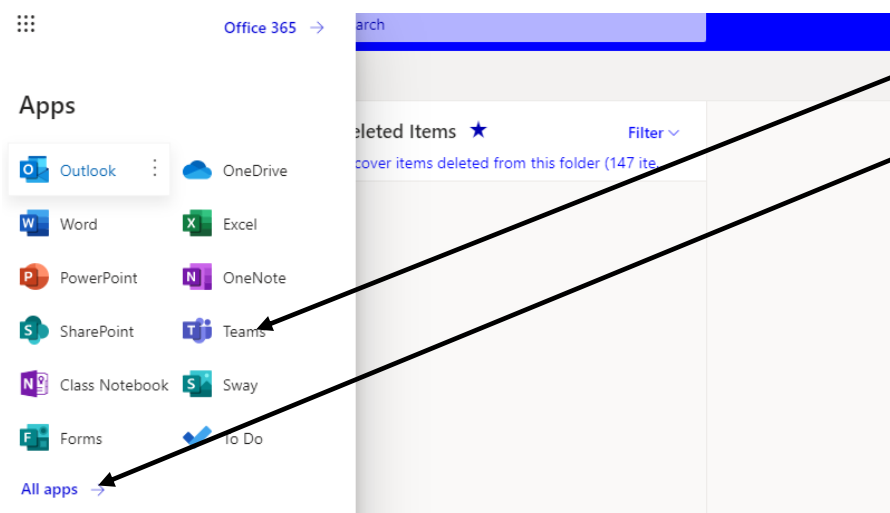 Office 365
arch
Apps
eleted Items
Filter
cover items deleted from this folder (147 ite...
Outlook
OneDrive
Word
Excel
PowerPoint
OneNote
SharePoint
Teams
Class Notebook
Sway
Forms
To Do
All apps